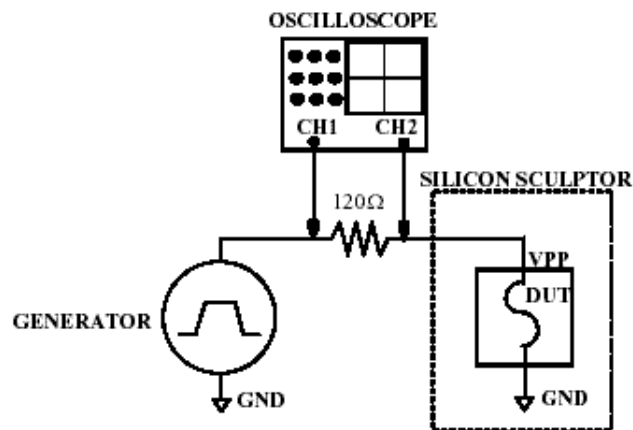 OSCILLOSCOPE
CH1 CH2
SILICON SCULPTOR
120Ω
VPP
DUT
GENERATOR
GND
GND